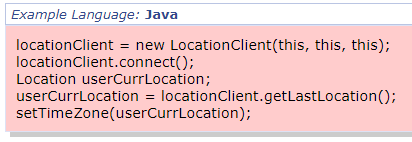 Example Language: Java
locationClient = new LocationClient(this, this, this);
locationClient.connect();
Location userCurrLocation;
userCurrLocation = locationClient.getLastLocation();
setTimeZone(userCurrLocation);